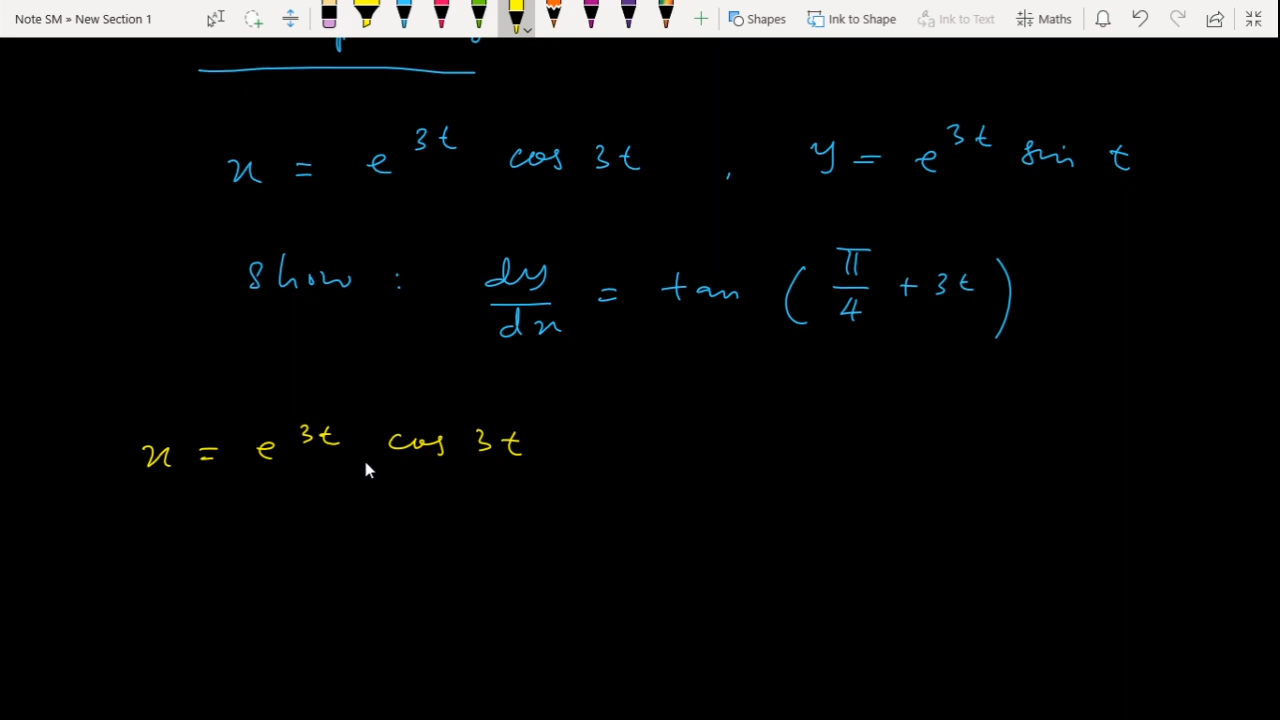 Note SM » New Section 1 Shapes Ink to Shape Ink to Text Maths
x = e^{3t} cos 3t , y = e^{3t} sin t
Show : dy/dx = tan (π/4 + 3t)
x = e^{3t} cos 3t